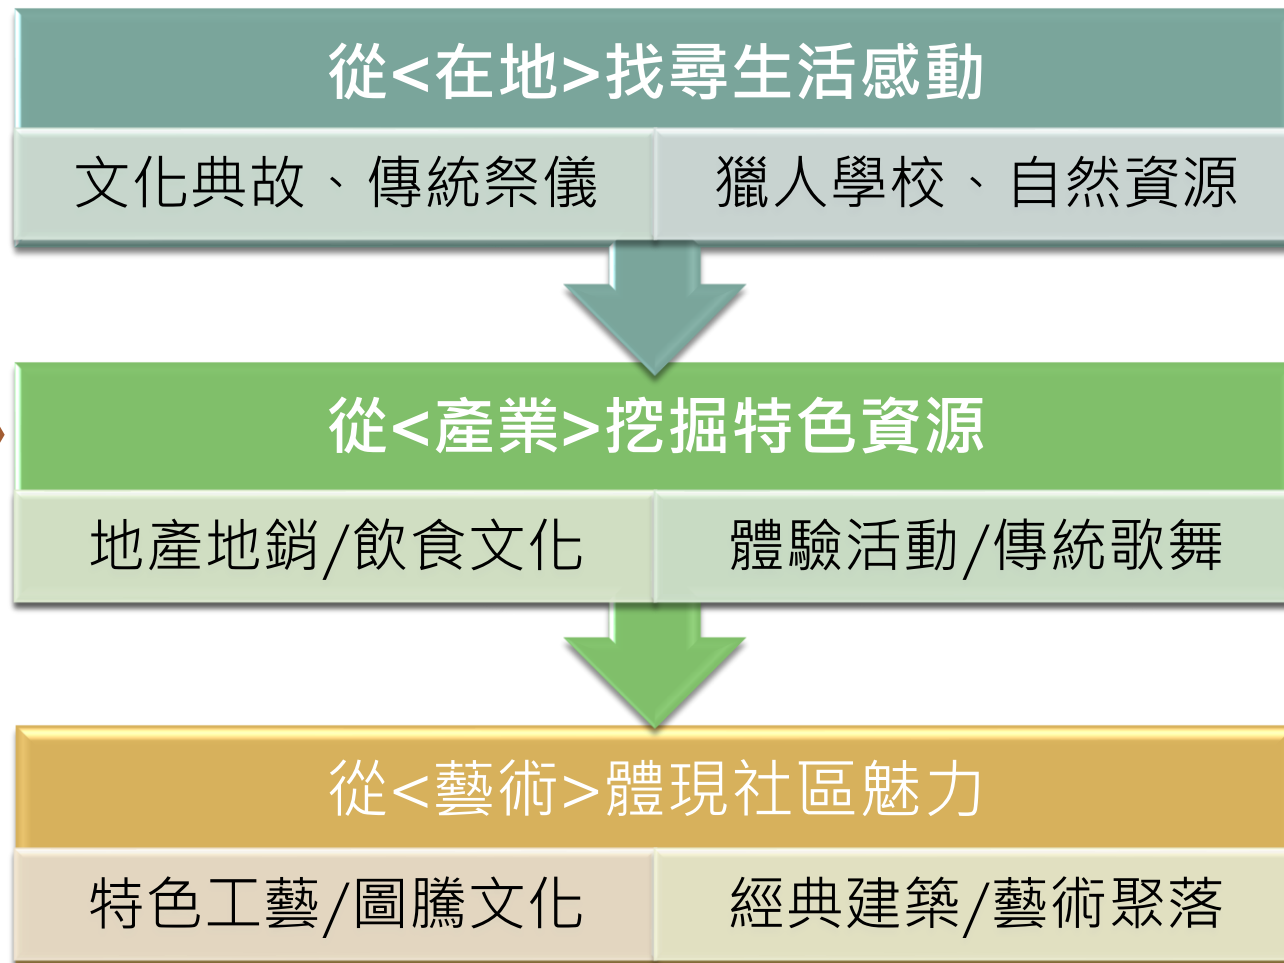 從<在地>找尋生活感動
文化典故、傳統祭儀
獵人學校、自然資源
從<產業>挖掘特色資源
地產地銷/飲食文化
體驗活動/傳統歌舞
從<藝術>體現社區魅力
特色工藝/圖騰文化
經典建築/藝術聚落